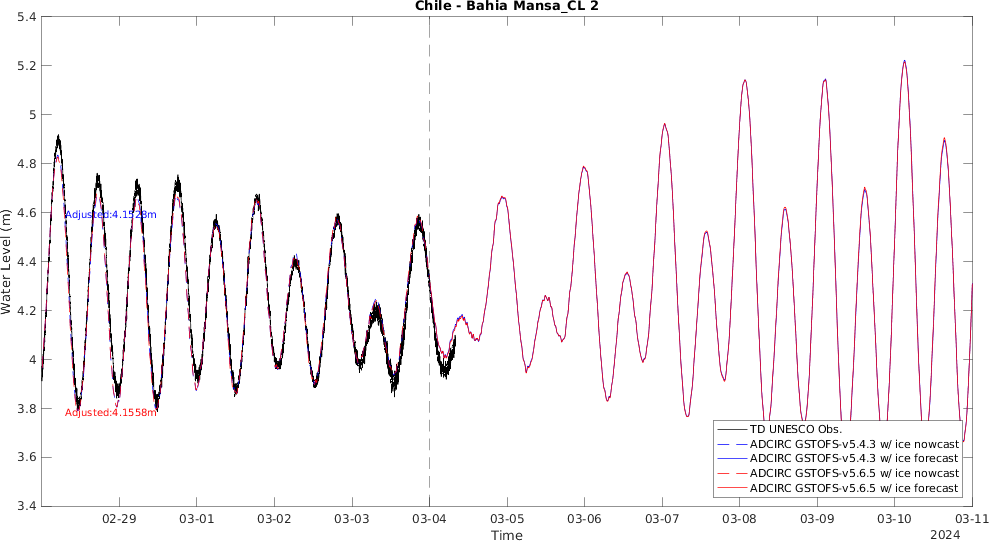 Chile - Bahia Mansa_CL 2
5.4
5.2
5
4.8
4.6
4.4
4.2
4
3.8
3.6
3.4
Water Level (m)
Adjusted:4.1528m
Adjusted:4.1558m
TD UNESCO Obs.
ADCIRC GSTOFS-v5.4.3 w/ ice nowcast
ADCIRC GSTOFS-v5.4.3 w/ ice forecast
ADCIRC GSTOFS-v5.6.5 w/ ice nowcast
ADCIRC GSTOFS-v5.6.5 w/ ice forecast
02-29 03-01 03-02 03-03 03-04 03-05 03-06 03-07 03-08 03-09 03-10 03-11
Time 2024